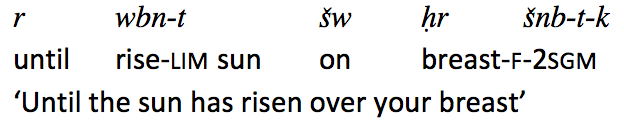 r wbn-t šw ḥr šnb-t-k
until rise-LIM sun on breast-F-2SGM
‘Until the sun has risen over your breast’